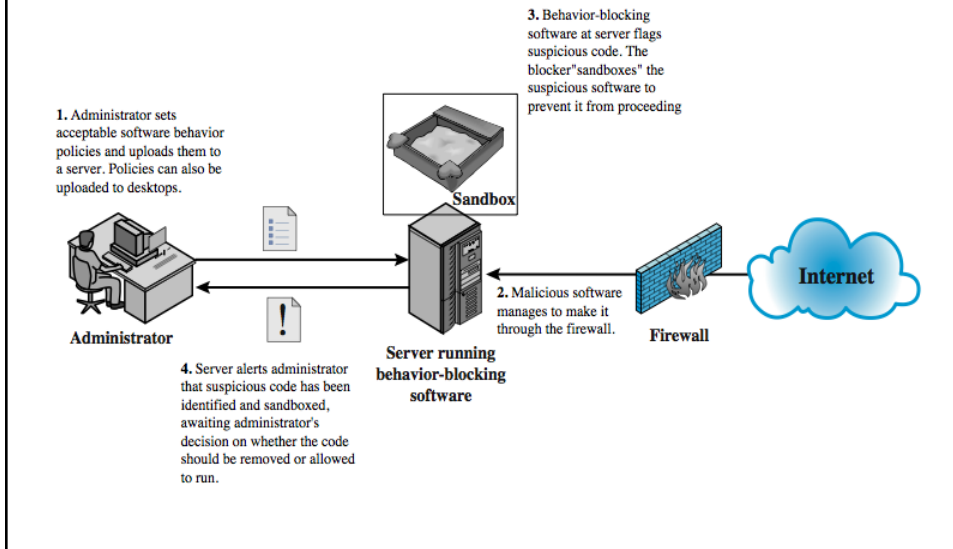 3. Behavior-blocking
software at server flags
suspicious code. The
blocker"sandboxes" the
suspicious software to
prevent it from proceeding
1. Administrator sets
acceptable software behavior
policies and uploads them to
a server. Policies can also be
uploaded to desktops.
Sandbox
Internet
2. Malicious software
manages to make it
through the firewall.
Firewall
Administrator
!
Server running
behavior-blocking
software
4. Server alerts administrator
that suspicious code has been
identified and sandboxed,
awaiting administrator's
decision on whether the code
should be removed or allowed
to run.